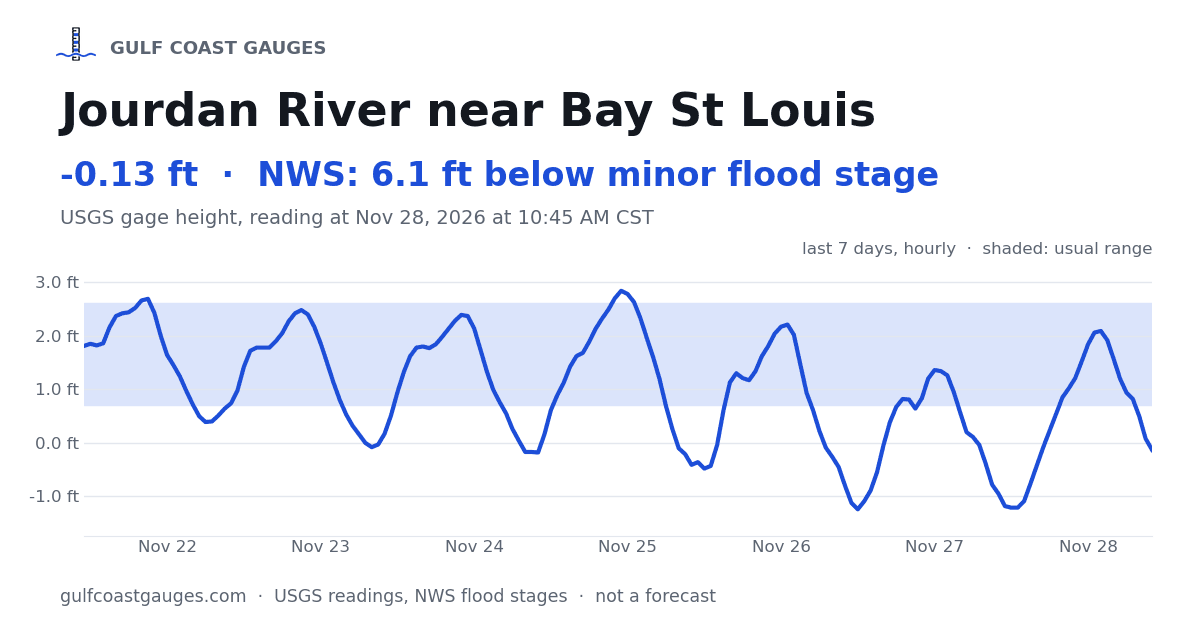 GULF COAST GAUGES
Jourdan River near Bay St Louis
-0.13 ft · NWS: 6.1 ft below minor flood stage
USGS gage height, reading at Nov 28, 2026 at 10:45 AM CST
last 7 days, hourly · shaded: usual range
3.0 ft
2.0 ft
1.0 ft
0.0 ft
-1.0 ft
Nov 22 Nov 23 Nov 24 Nov 25 Nov 26 Nov 27 Nov 28
gulfcoastgauges.com · USGS readings, NWS flood stages · not a forecast